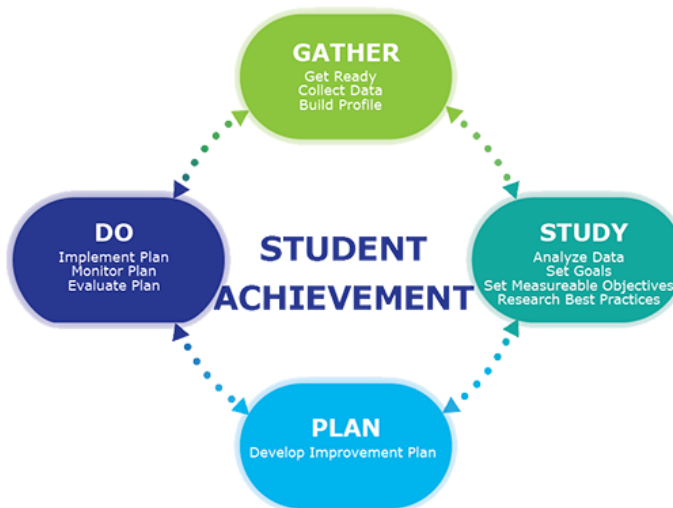 GATHER
Get Ready
Collect Data
Build Profile
DO
Implement Plan
Monitor Plan
Evaluate Plan
STUDENT
ACHIEVEMENT
STUDY
Analyze Data
Set Goals
Set Measureable Objectives
Research Best Practices
PLAN
Develop Improvement Plan